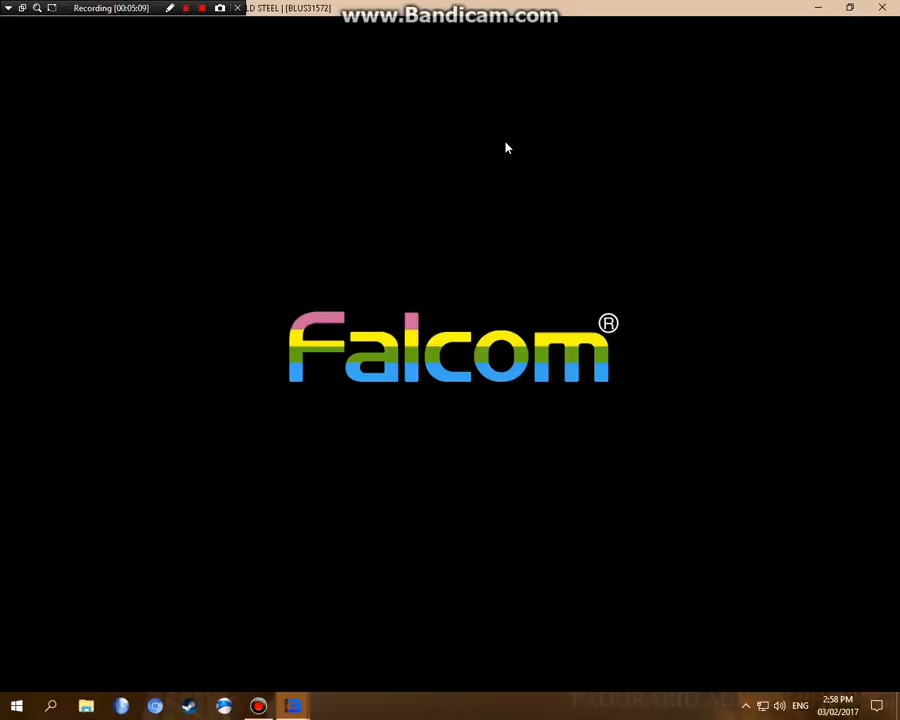 Recording [00:05:09]
LD STEEL | [BLUS31572]
www.Bandicam.com
Falcom®
ENG
2:58 PM
03/02/2017